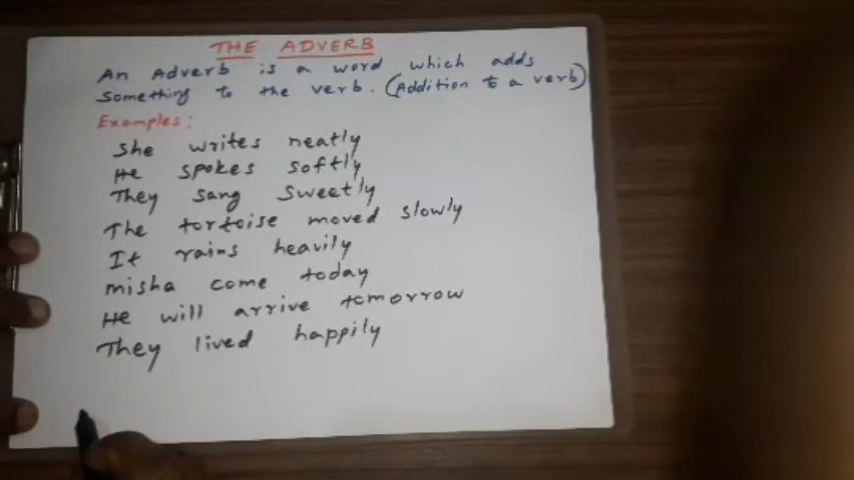 THE ADVERB
An Adverb is a word which adds
something to the verb. (Addition to a verb)
Examples:
She writes neatly
He spokes softly
They sang sweetly
The tortoise moved slowly
It rains heavily
misha come today
He will arrive tomorrow
They lived happily